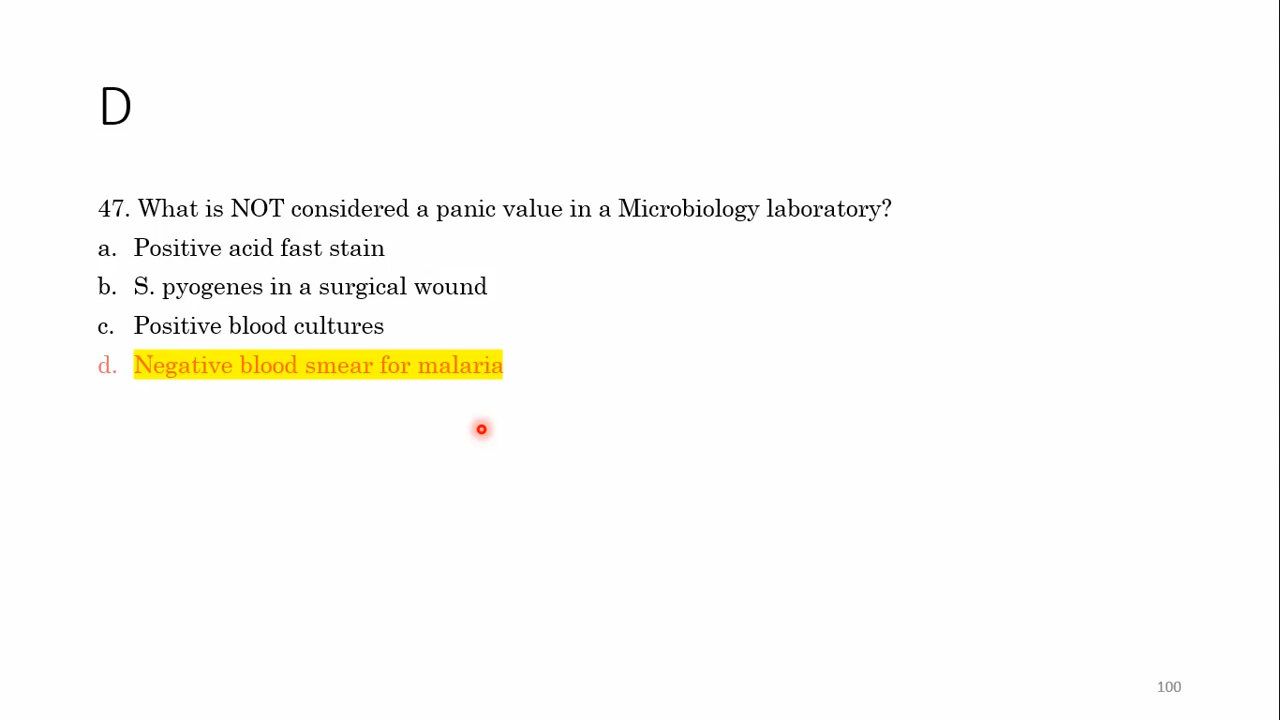 D
47. What is NOT considered a panic value in a Microbiology laboratory?
a. Positive acid fast stain
b. S. pyogenes in a surgical wound
c. Positive blood cultures
d. Negative blood smear for malaria
100